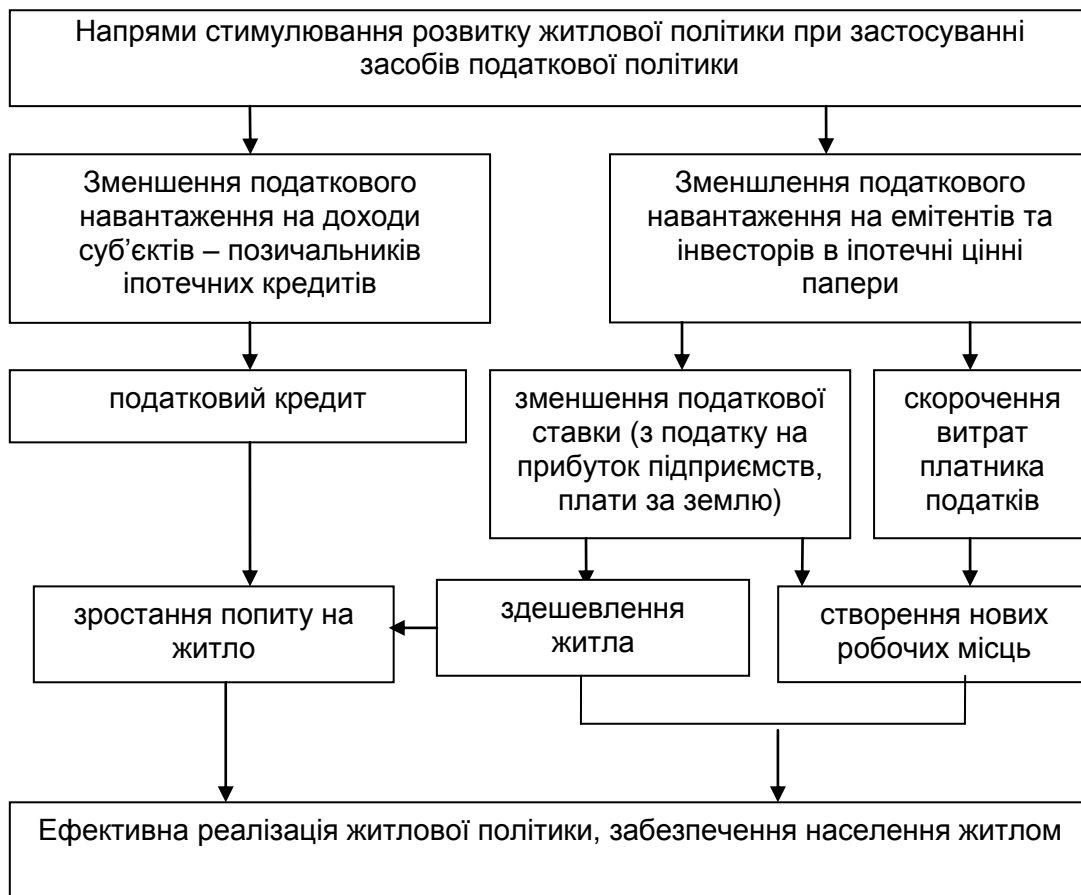 Напрями стимулювання розвитку житлової політики при застосуванні
засобів податкової політики
Зменшення податкового
навантаження на доходи
суб’єктів – позичальників
іпотечних кредитів
Зменшлення податкового
навантаження на емітентів та
інвесторів в іпотечні цінні
папери
податковий кредит
зменшення податкової
ставки (з податку на
прибуток підприємств,
плати за землю)
скорочення
витрат
платника
податків
зростання попиту на
житло
здешевлення
житла
створення нових
робочих місць
Ефективна реалізація житлової політики, забезпечення населення житлом